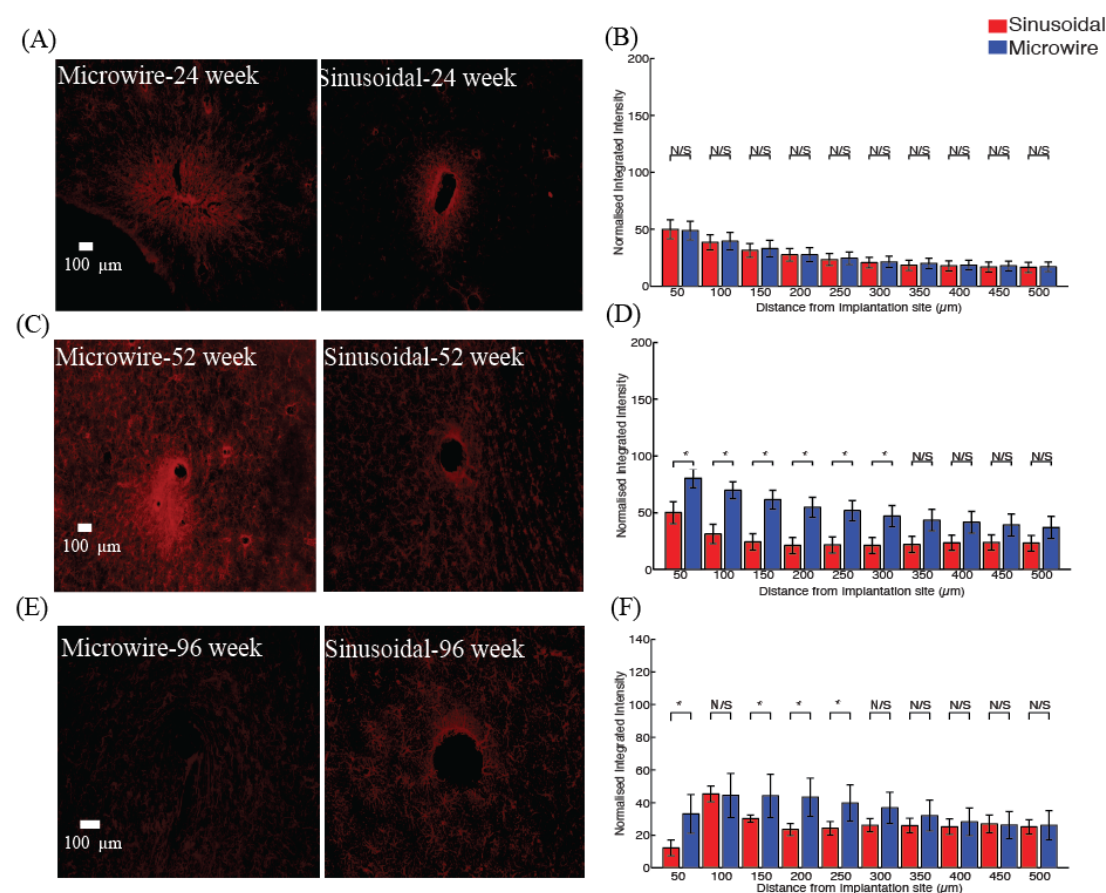 Sinusoidal
Microwire
(A)
Microwire-24 week
Sinusoidal-24 week
100 μm
(B)
Normalised Integrated Intensity
200
150
100
50
0
N/S N/S N/S N/S N/S N/S N/S N/S N/S N/S
50 100 150 200 250 300 350 400 450 500
Distance from Implantation site (μm)
(C)
Microwire-52 week
Sinusoidal-52 week
100 μm
(D)
Normalised Integrated Intensity
200
150
100
50
0
* * * * * * N/S N/S N/S N/S
50 100 150 200 250 300 350 400 450 500
Distance from Implantation site (μm)
(E)
Microwire-96 week
Sinusoidal-96 week
100 μm
(F)
Normalised Integrated Intensity
140
120
100
80
60
40
20
0
* N/S * * * N/S N/S N/S N/S N/S
50 100 150 200 250 300 350 400 450 500
Distance from Implantation site (μm)